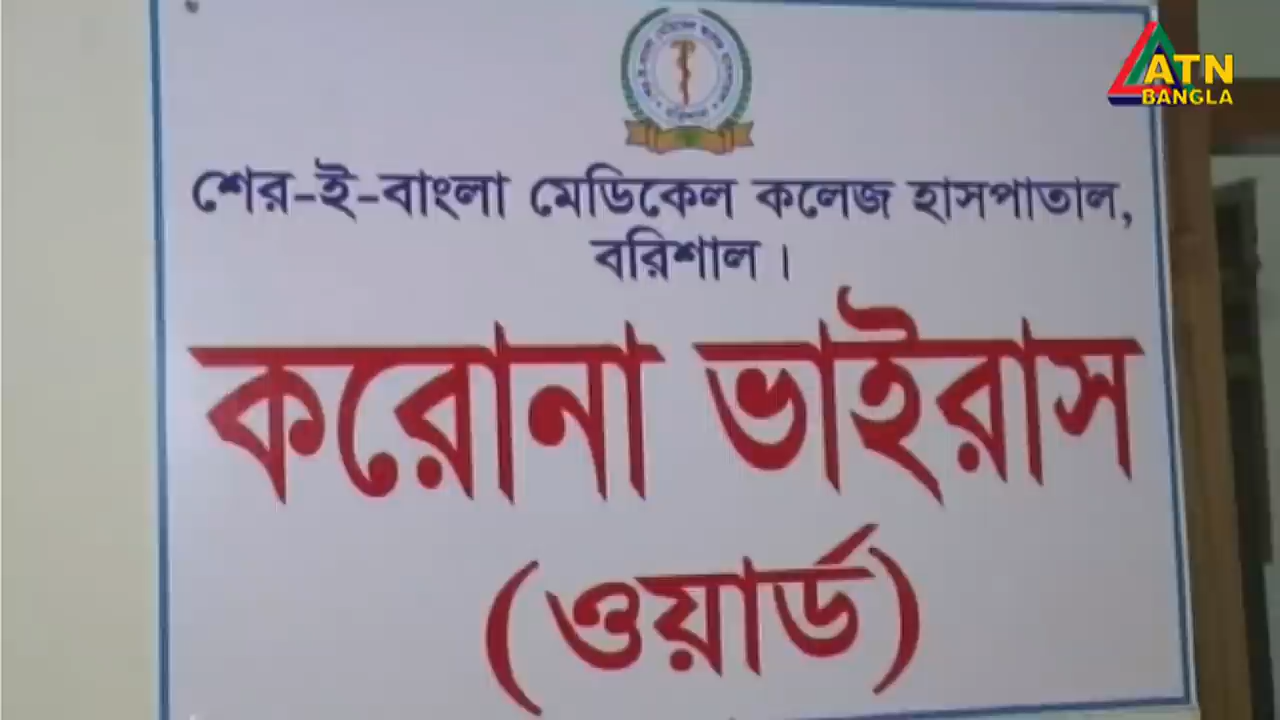 ATN
BANGLA
শের-ই-বাংলা মেডিকেল কলেজ হাসপাতাল,
বরিশাল।
করোনা ভাইরাস
(ওয়ার্ড)